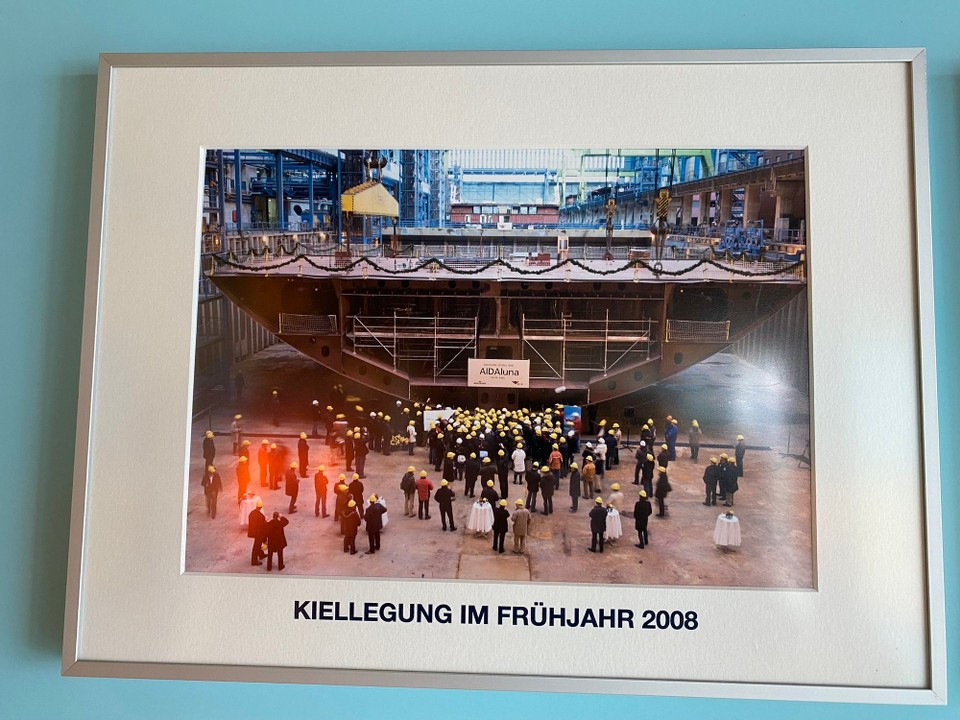 AIDAluna
KIELLEGUNG IM FRÜHJAHR 2008